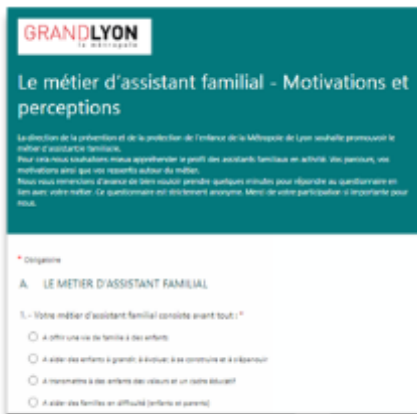 GRANDLYON
la métropole
Le métier d'assistant familial - Motivations et
perceptions
La direction de la prévention et de la protection de l'enfance de la Métropole de Lyon souhaite promouvoir le
métier d'assistant(e) familial(e).
Pour cela nous souhaitons mieux appréhender le profil des assistants familiaux en activité. Vos parcours, vos
motivations ainsi que vos ressentis autour du métier.
Nous vous remercions d'avance de bien vouloir prendre quelques minutes pour répondre au questionnaire en
lien avec votre métier. Ce questionnaire est strictement anonyme. Merci de votre participation si importante pour
nous.
* Obligatoire
A. LE METIER D'ASSISTANT FAMILIAL
1. - Votre métier d'assistant familial consiste avant tout : *
A offrir une vie de famille à des enfants
A aider des enfants à grandir, à évoluer, à se construire et à s'épanouir
A transmettre à des enfants des valeurs et un cadre éducatif
A aider des familles en difficulté (enfants et parents)